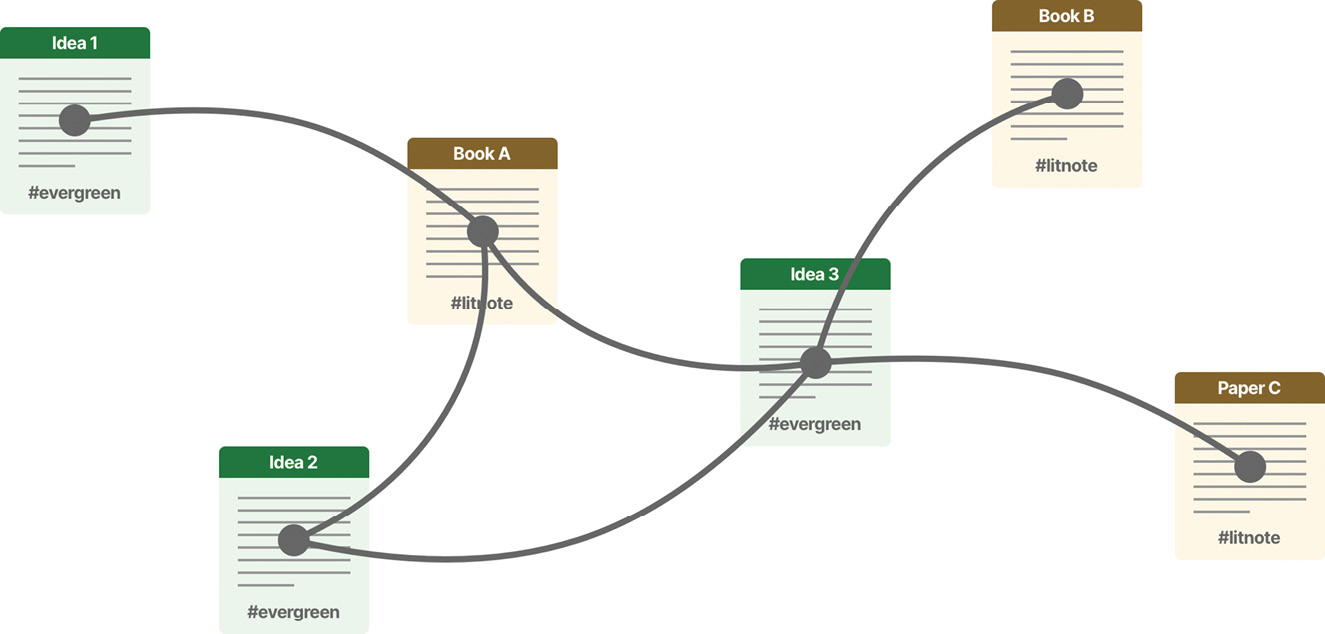 Idea 1
#evergreen
Book A
#litnote
Book B
#litnote
Idea 3
#evergreen
Paper C
#litnote
Idea 2
#evergreen